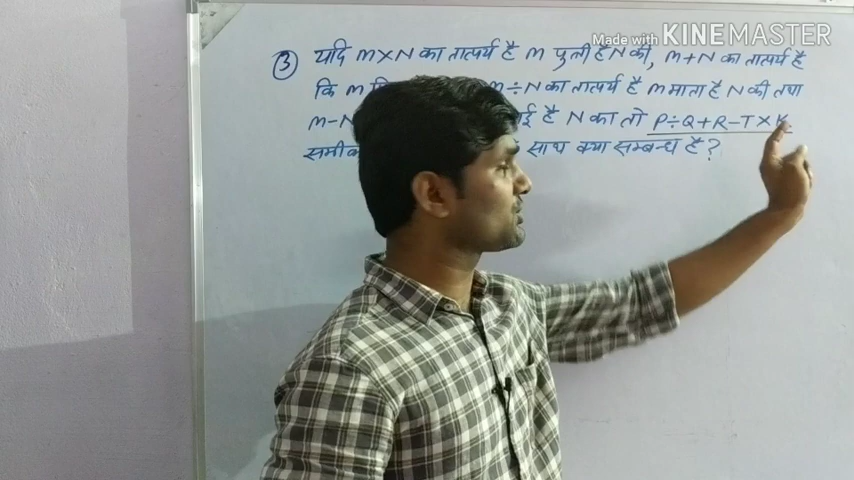 Made with KINEMASTER
③ यदि M×N का तात्पर्य है M पुत्री है N की, M+N का तात्पर्य है
कि M M÷N का तात्पर्य है M माता है N की तथा
M-N है N का तो P÷Q+R-T×K
साथ क्या सम्बन्ध है?